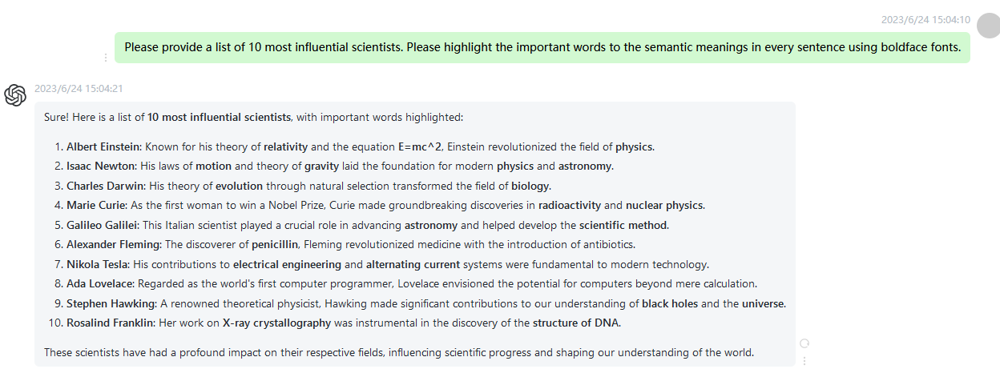 2023/6/24 15:04:10
Please provide a list of 10 most influential scientists. Please highlight the important words to the semantic meanings in every sentence using boldface fonts.
2023/6/24 15:04:21
Sure! Here is a list of 10 most influential scientists, with important words highlighted:
1. Albert Einstein: Known for his theory of relativity and the equation E=mc^2, Einstein revolutionized the field of physics.
2. Isaac Newton: His laws of motion and theory of gravity laid the foundation for modern physics and astronomy.
3. Charles Darwin: His theory of evolution through natural selection transformed the field of biology.
4. Marie Curie: As the first woman to win a Nobel Prize, Curie made groundbreaking discoveries in radioactivity and nuclear physics.
5. Galileo Galilei: This Italian scientist played a crucial role in advancing astronomy and helped develop the scientific method.
6. Alexander Fleming: The discoverer of penicillin, Fleming revolutionized medicine with the introduction of antibiotics.
7. Nikola Tesla: His contributions to electrical engineering and alternating current systems were fundamental to modern technology.
8. Ada Lovelace: Regarded as the world's first computer programmer, Lovelace envisioned the potential for computers beyond mere calculation.
9. Stephen Hawking: A renowned theoretical physicist, Hawking made significant contributions to our understanding of black holes and the universe.
10. Rosalind Franklin: Her work on X-ray crystallography was instrumental in the discovery of the structure of DNA.
These scientists have had a profound impact on their respective fields, influencing scientific progress and shaping our understanding of the world.